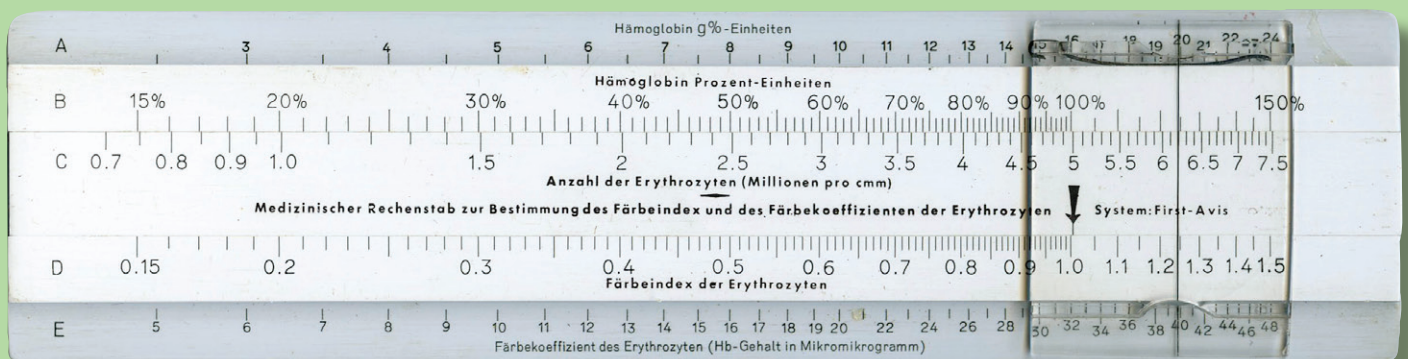 Hämoglobin g%-Einheiten
A 3 4 5 6 7 8 9 10 11 12 13 14 15 16 17 18 19 20 21 22 23 24
Hämoglobin Prozent-Einheiten
B 15% 20% 30% 40% 50% 60% 70% 80% 90% 100% 150%
C 0.7 0.8 0.9 1.0 1.5 2 2.5 3 3.5 4 4.5 5 5.5 6 6.5 7 7.5
Anzahl der Erythrozyten (Millionen pro cmm)
Medizinischer Rechenstab zur Bestimmung des Färbeindex und des Färbekoeffizienten der Erythrozyten System: First-Avis
D 0.15 0.2 0.3 0.4 0.5 0.6 0.7 0.8 0.9 1.0 1.1 1.2 1.3 1.4 1.5
Färbeindex der Erythrozyten
E 5 6 7 8 9 10 11 12 13 14 15 16 17 18 19 20 22 24 26 28 30 32 34 36 38 40 42 44 46 48
Färbekoeffizient des Erythrozyten (Hb-Gehalt in Mikromikrogramm)